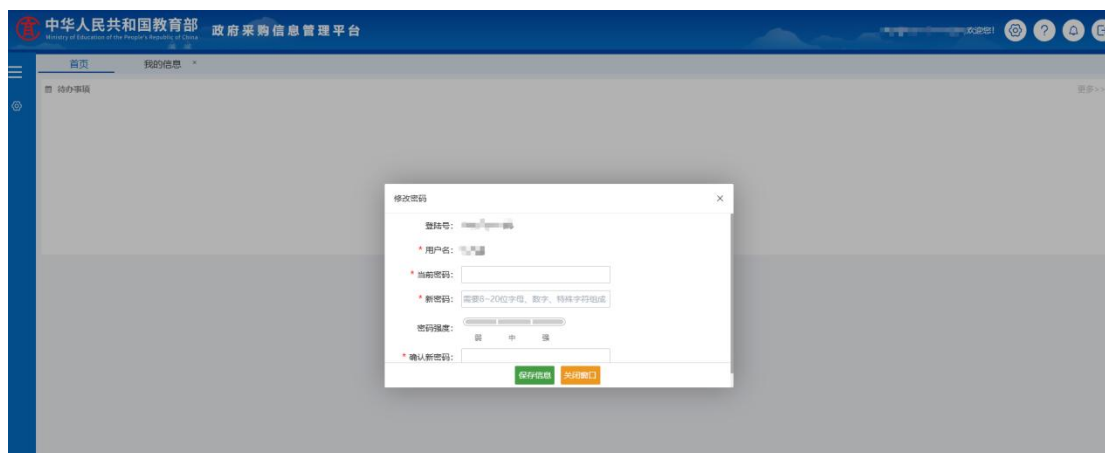 中华人民共和国教育部
Ministry of Education of the People's Republic of China
政府采购信息管理平台
欢迎您!
首页
我的信息
待办事项
更多>>
修改密码
登陆号:
* 用户名:
* 当前密码:
* 新密码: 需要8-20位字母、数字、特殊字符组成
密码强度:
弱 中 强
* 确认新密码:
保存信息 关闭窗口